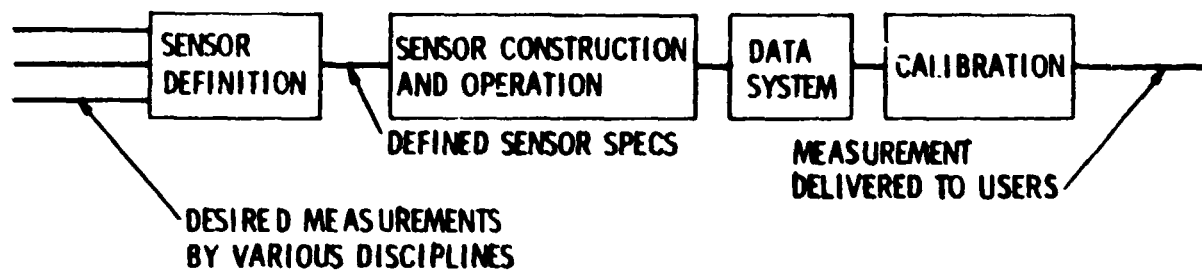 SENSOR
DEFINITION
SENSOR CONSTRUCTION
AND OPERATION
DATA
SYSTEM
CALIBRATION
DEFINED SENSOR SPECS
MEASUREMENT
DELIVERED TO USERS
DESIRED MEASUREMENTS
BY VARIOUS DISCIPLINES